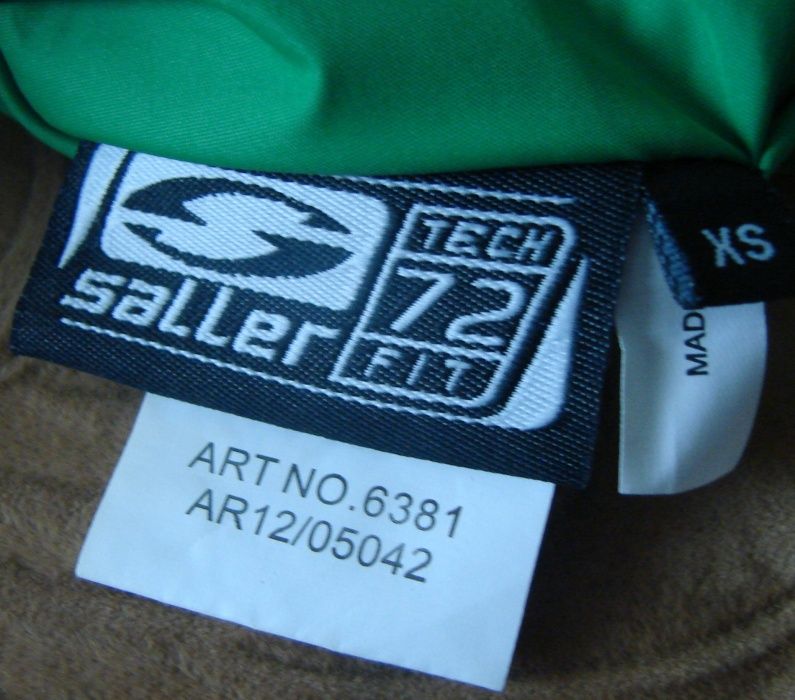 saller
TECH
72
FIT
XS
MAD
ART NO.6381
AR12/05042